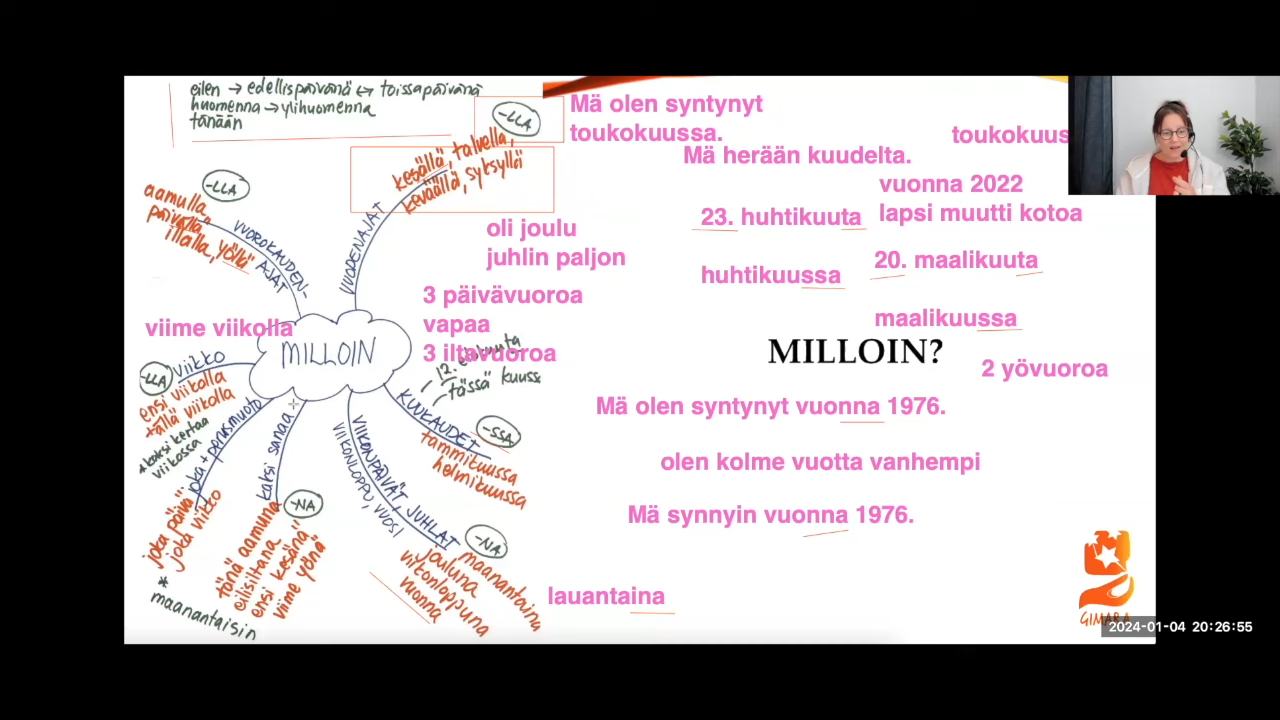 eilen → edellispäivänä ↔ toissapäivänä
huomenna → ylihuomenna
tänään
-LLA
kesällä, talvella,
keväällä, syksyllä
VUODENAJAT
-LLA
aamulla,
päivällä,
illalla, yöllä
VUOROKAUDEN-
AJAT
MILLOIN
viime viikolla
viikko
-LLA
ensi viikolla
tällä viikolla
* kaksi kertaa
viikossa
joka + perusmuoto
joka päivä
joka viikko
*
maanantaisin
kaksi sanaa
-NA
tänä aamuna
eilisiltana
ensi kesänä
viime yönä
VIIKONPÄIVÄT, JUHLAT
VIIKONLOPPU, VUOSI
-NA
maanantaina
jouluna
viikonloppuna
vuonna
KUUKAUDET
-SSA
tammikuussa
helmikuussa
tässä kuuss
oli joulu
juhlin paljon
3 päivävuoroa
vapaa
3 iltavuoroa
Mä olen syntynyt
toukokuussa.
toukokuus
Mä herään kuudelta.
vuonna 2022
lapsi muutti kotoa
23. huhtikuuta
20. maalikuuta
huhtikuussa
maalikuussa
MILLOIN?
2 yövuoroa
Mä olen syntynyt vuonna 1976.
olen kolme vuotta vanhempi
Mä synnyin vuonna 1976.
lauantaina
GIMARA
2024-01-04 20:26:55